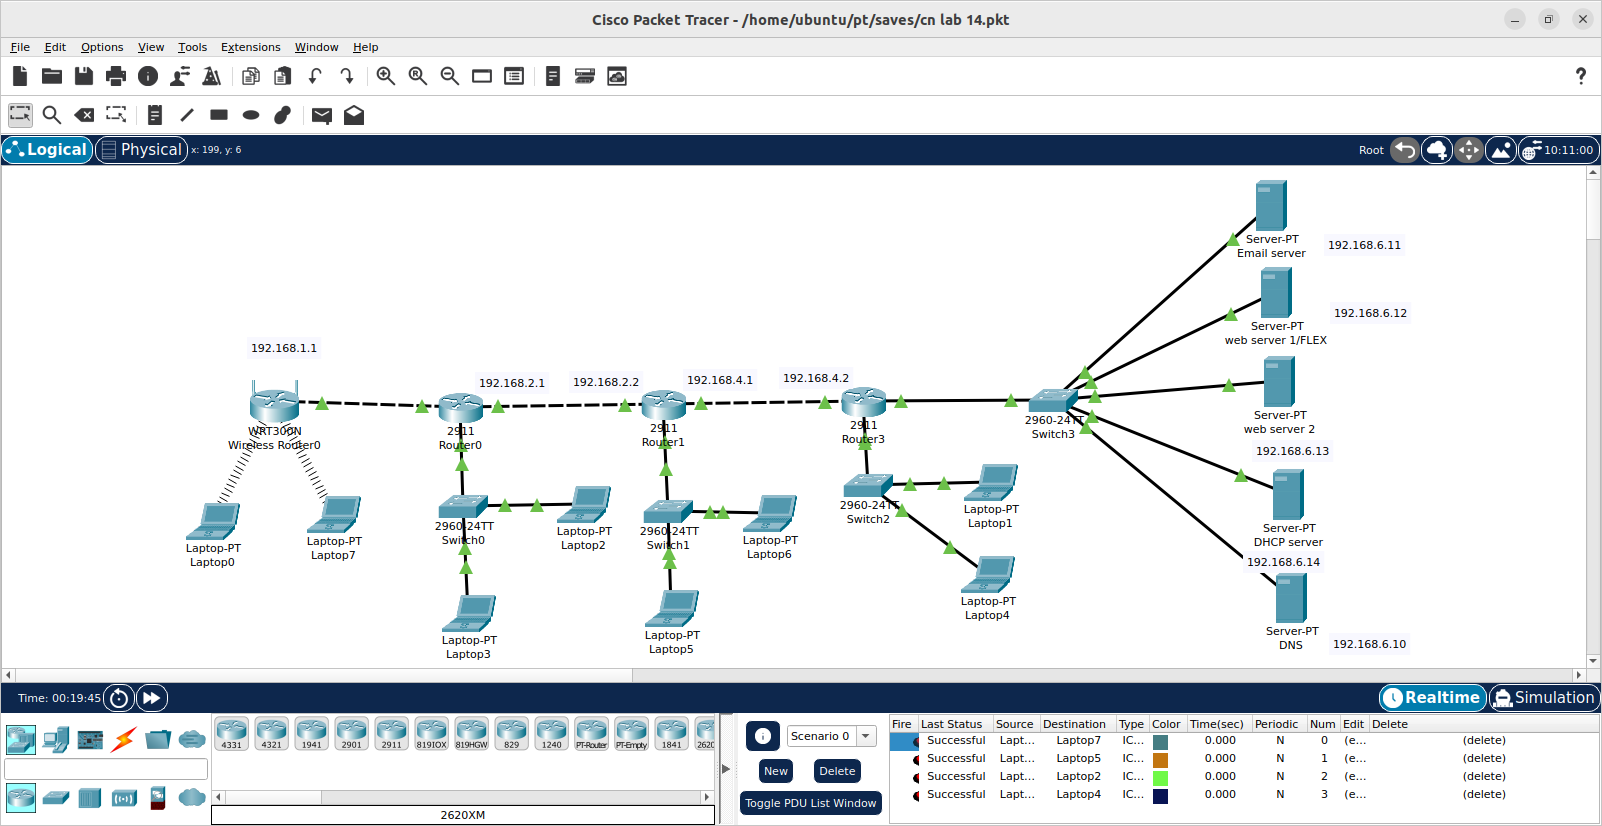 Cisco Packet Tracer - /home/ubuntu/pt/saves/cn lab 14.pkt
File Edit Options View Tools Extensions Window Help
Logical Physical x: 199, y: 6 Root 10:11:00
Server-PT
Email server
192.168.6.11
Server-PT
web server 1/FLEX
192.168.6.12
Server-PT
web server 2
192.168.6.13
Server-PT
DHCP server
192.168.6.14
Server-PT
DNS
192.168.6.10
192.168.1.1
WRT300N
Wireless Router0
Laptop-PT
Laptop0
Laptop-PT
Laptop7
192.168.2.1
2911
Router0
2960-24TT
Switch0
Laptop-PT
Laptop2
Laptop-PT
Laptop3
192.168.2.2
192.168.4.1
2911
Router1
2960-24TT
Switch1
Laptop-PT
Laptop6
Laptop-PT
Laptop5
192.168.4.2
2911
Router3
2960-24TT
Switch2
Laptop-PT
Laptop1
Laptop-PT
Laptop4
2960-24TT
Switch3
Time: 00:19:45 Realtime Simulation
4331 4321 1941 2901 2911 819IOX 819HGW 829 1240 PT-Router PT-Empty 1841 2620
2620XM
Scenario 0
New Delete
Toggle PDU List Window
Fire Last Status Source Destination Type Color Time(sec) Periodic Num Edit Delete
Successful Lapt... Laptop7 IC... 0.000 N 0 (e... (delete)
Successful Lapt... Laptop5 IC... 0.000 N 1 (e... (delete)
Successful Lapt... Laptop2 IC... 0.000 N 2 (e... (delete)
Successful Lapt... Laptop4 IC... 0.000 N 3 (e... (delete)